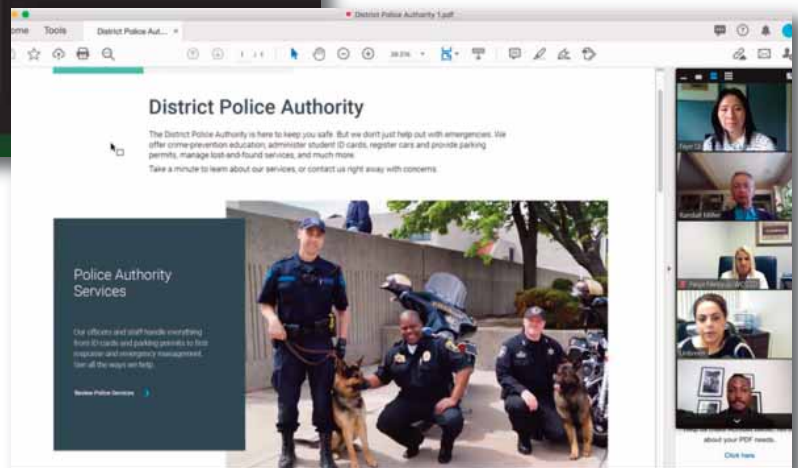 District Police Authority 1.pdf
ome Tools District Police Aut... ×
District Police Authority
The District Police Authority is here to keep you safe. But we don't just help out with emergencies. We
offer crime-prevention education, administer student ID cards, register cars and provide parking
permits, manage lost-and-found services, and much more.
Take a minute to learn about our services, or contact us right away with concerns.
Police Authority
Services
Our officers and staff handle everything
from ID cards and parking permits to first
response and emergency management.
See all the ways we help.
Review Police Services
Randall Miller
about your PDF needs.
Click here